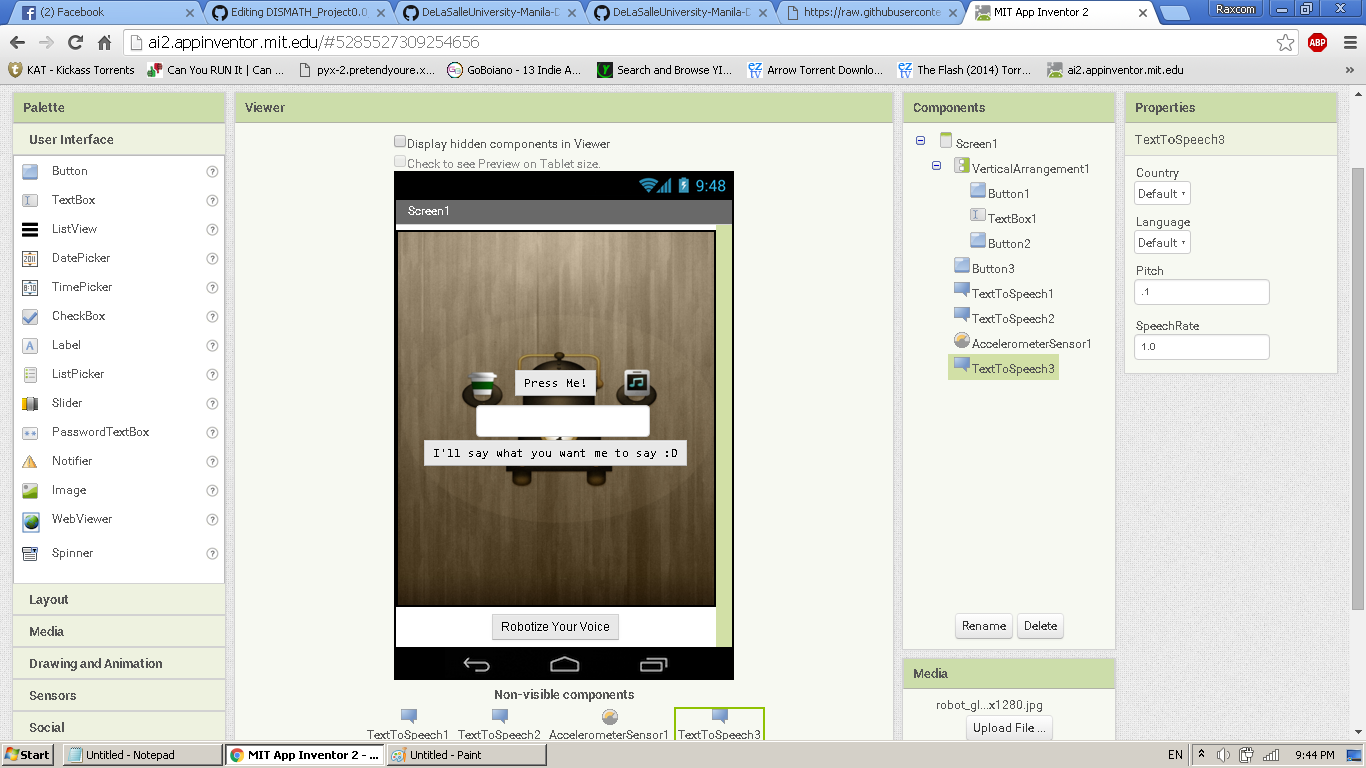 (2) Facebook
Editing DISMATH_Project0.0
DeLaSalleUniversity-Manila-D
DeLaSalleUniversity-Manila-D
https://raw.githubuserconte
MIT App Inventor 2
Raxcom
ai2.appinventor.mit.edu/#5285527309254656
ABP
KAT - Kickass Torrents
Can You RUN It | Can ...
pyx-2.pretendyoure.x...
GoBoiano - 13 Indie A...
Search and Browse YI...
Arrow Torrent Downlo...
The Flash (2014) Torr...
ai2.appinventor.mit.edu
»
Palette
User Interface
Button ?
TextBox ?
ListView ?
DatePicker ?
TimePicker ?
CheckBox ?
Label ?
ListPicker ?
Slider ?
PasswordTextBox ?
Notifier ?
Image ?
WebViewer ?
Spinner ?
Layout
Media
Drawing and Animation
Sensors
Social
Viewer
Display hidden components in Viewer
Check to see Preview on Tablet size.
9:48
Screen1
Press Me!
I'll say what you want me to say :D
Robotize Your Voice
Non-visible components
TextToSpeech1
TextToSpeech2
AccelerometerSensor1
TextToSpeech3
Components
Screen1
VerticalArrangement1
Button1
TextBox1
Button2
Button3
TextToSpeech1
TextToSpeech2
AccelerometerSensor1
TextToSpeech3
Rename
Delete
Media
robot_gl...x1280.jpg
Upload File ...
Properties
TextToSpeech3
Country
Default
Language
Default
Pitch
.1
SpeechRate
1.0
Start
Untitled - Notepad
MIT App Inventor 2 - ...
Untitled - Paint
EN
9:44 PM